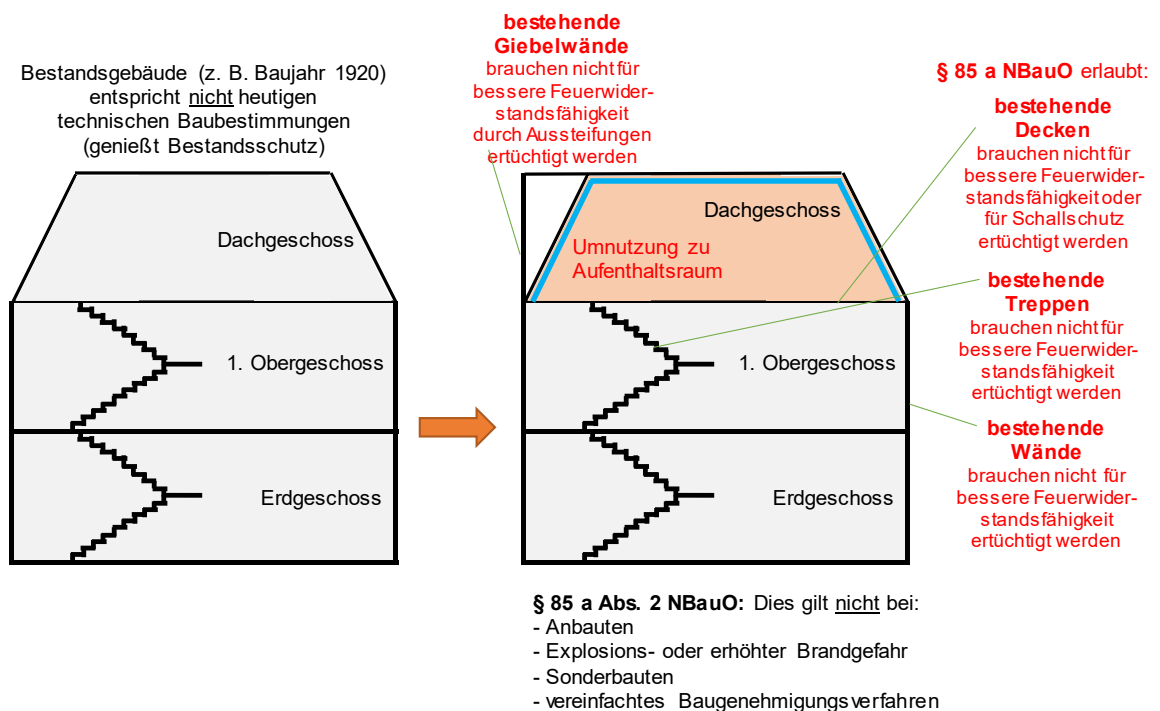 Bestandsgebäude (z. B. Baujahr 1920)
entspricht nicht heutigen
technischen Baubestimmungen
(genießt Bestandsschutz)
Dachgeschoss
1. Obergeschoss
Erdgeschoss
bestehende
Giebelwände
brauchen nicht für
bessere Feuerwider-
standsfähigkeit
durch Aussteifungen
ertüchtigt werden
Dachgeschoss
Umnutzung zu
Aufenthaltsraum
1. Obergeschoss
Erdgeschoss
§ 85 a NBauO erlaubt:
bestehende
Decken
brauchen nicht für
bessere Feuerwider-
standsfähigkeit oder
für Schallschutz
ertüchtigt werden
bestehende
Treppen
brauchen nicht für
bessere Feuerwider-
standsfähigkeit
ertüchtigt werden
bestehende
Wände
brauchen nicht für
bessere Feuerwider-
standsfähigkeit
ertüchtigt werden
§ 85 a Abs. 2 NBauO: Dies gilt nicht bei:
- Anbauten
- Explosions- oder erhöhter Brandgefahr
- Sonderbauten
- vereinfachtes Baugenehmigungsverfahren